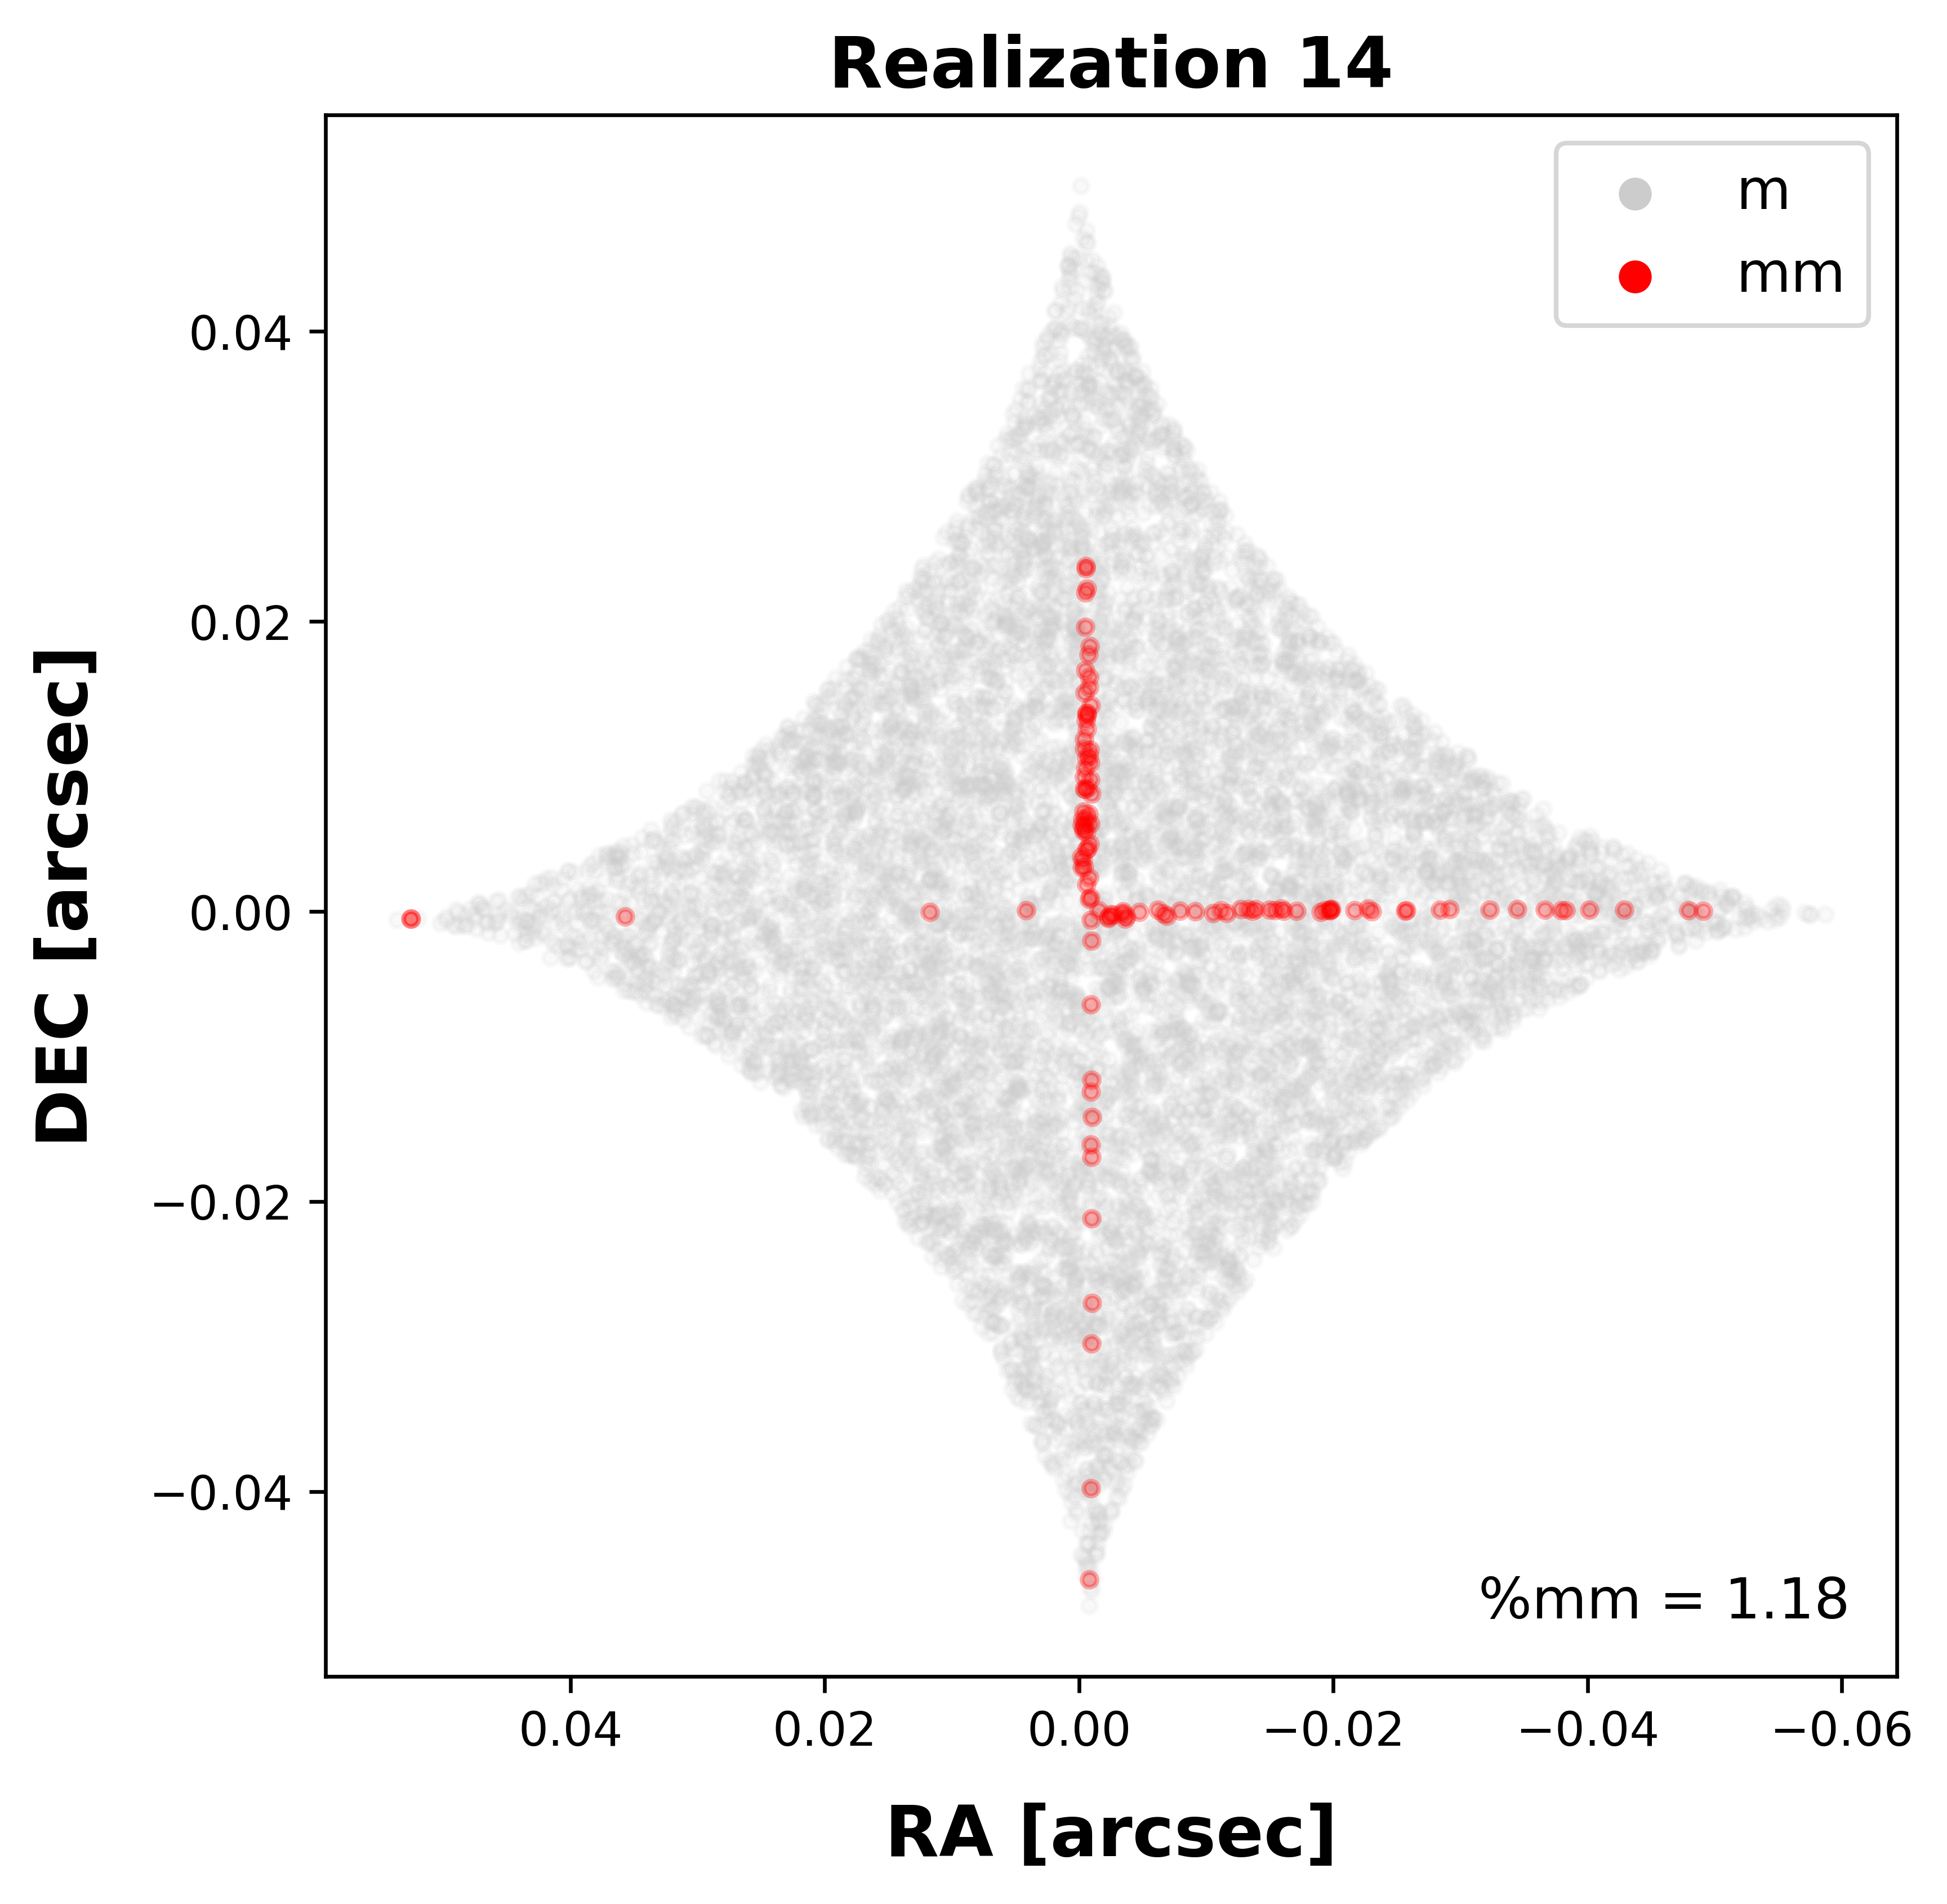 Realization 14
m
mm
0.04
0.02
0.00
−0.02
−0.04
DEC [arcsec]
%mm = 1.18
0.04 0.02 0.00 −0.02 −0.04 −0.06
RA [arcsec]